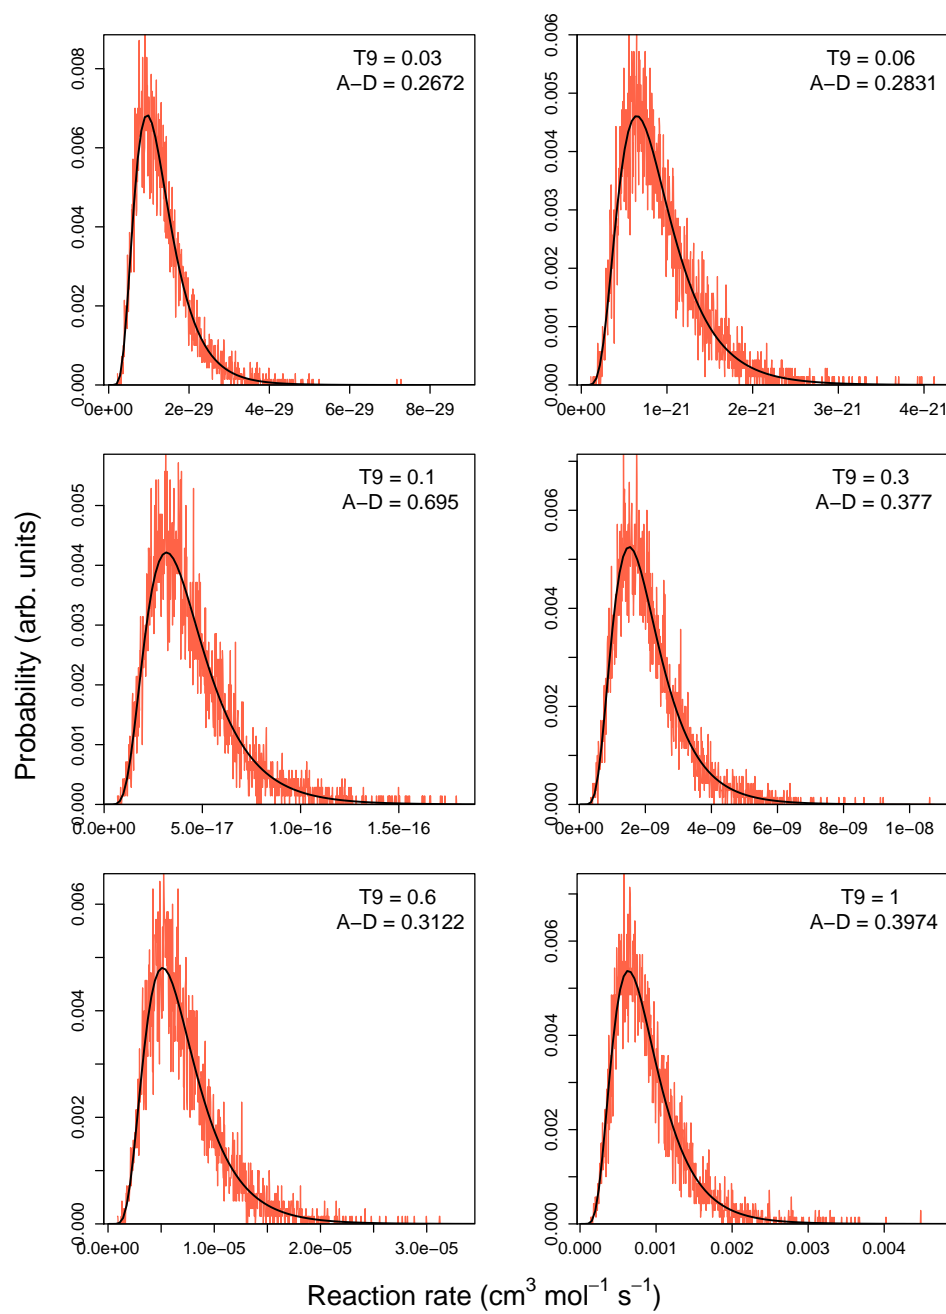 T9 = 0.03
A−D = 0.2672
0.000 0.002 0.004 0.006 0.008
0e+00 2e−29 4e−29 6e−29 8e−29
T9 = 0.06
A−D = 0.2831
0.000 0.001 0.002 0.003 0.004 0.005 0.006
0e+00 1e−21 2e−21 3e−21 4e−21
T9 = 0.1
A−D = 0.695
0.000 0.001 0.002 0.003 0.004 0.005
0.0e+00 5.0e−17 1.0e−16 1.5e−16
T9 = 0.3
A−D = 0.377
0.000 0.002 0.004 0.006
0e+00 2e−09 4e−09 6e−09 8e−09 1e−08
T9 = 0.6
A−D = 0.3122
0.000 0.002 0.004 0.006
0.0e+00 1.0e−05 2.0e−05 3.0e−05
T9 = 1
A−D = 0.3974
0.000 0.002 0.004 0.006
0.000 0.001 0.002 0.003 0.004
Probability (arb. units)
Reaction rate (cm³ mol⁻¹ s⁻¹)